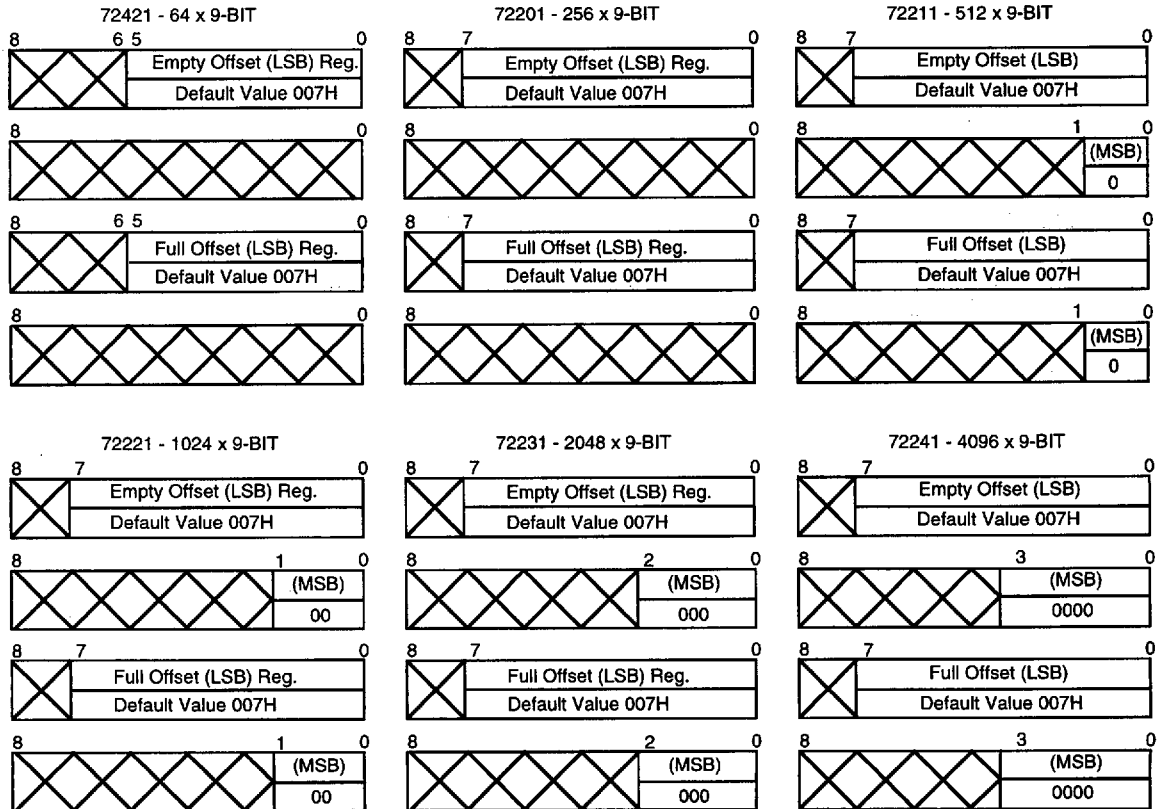 72421 - 64 x 9-BIT
8 6 5 0
Empty Offset (LSB) Reg.
Default Value 007H
8 0
8 6 5 0
Full Offset (LSB) Reg.
Default Value 007H
8 0
72201 - 256 x 9-BIT
8 7 0
Empty Offset (LSB) Reg.
Default Value 007H
8 0
8 7 0
Full Offset (LSB) Reg.
Default Value 007H
8 0
72211 - 512 x 9-BIT
8 7 0
Empty Offset (LSB)
Default Value 007H
8 1 0
(MSB)
0
8 7 0
Full Offset (LSB)
Default Value 007H
8 1 0
(MSB)
0
72221 - 1024 x 9-BIT
8 7 0
Empty Offset (LSB) Reg.
Default Value 007H
8 1 0
(MSB)
00
8 7 0
Full Offset (LSB) Reg.
Default Value 007H
8 1 0
(MSB)
00
72231 - 2048 x 9-BIT
8 7 0
Empty Offset (LSB) Reg.
Default Value 007H
8 2 0
(MSB)
000
8 7 0
Full Offset (LSB) Reg.
Default Value 007H
8 2 0
(MSB)
000
72241 - 4096 x 9-BIT
8 7 0
Empty Offset (LSB)
Default Value 007H
8 3 0
(MSB)
0000
8 7 0
Full Offset (LSB)
Default Value 007H
8 3 0
(MSB)
0000